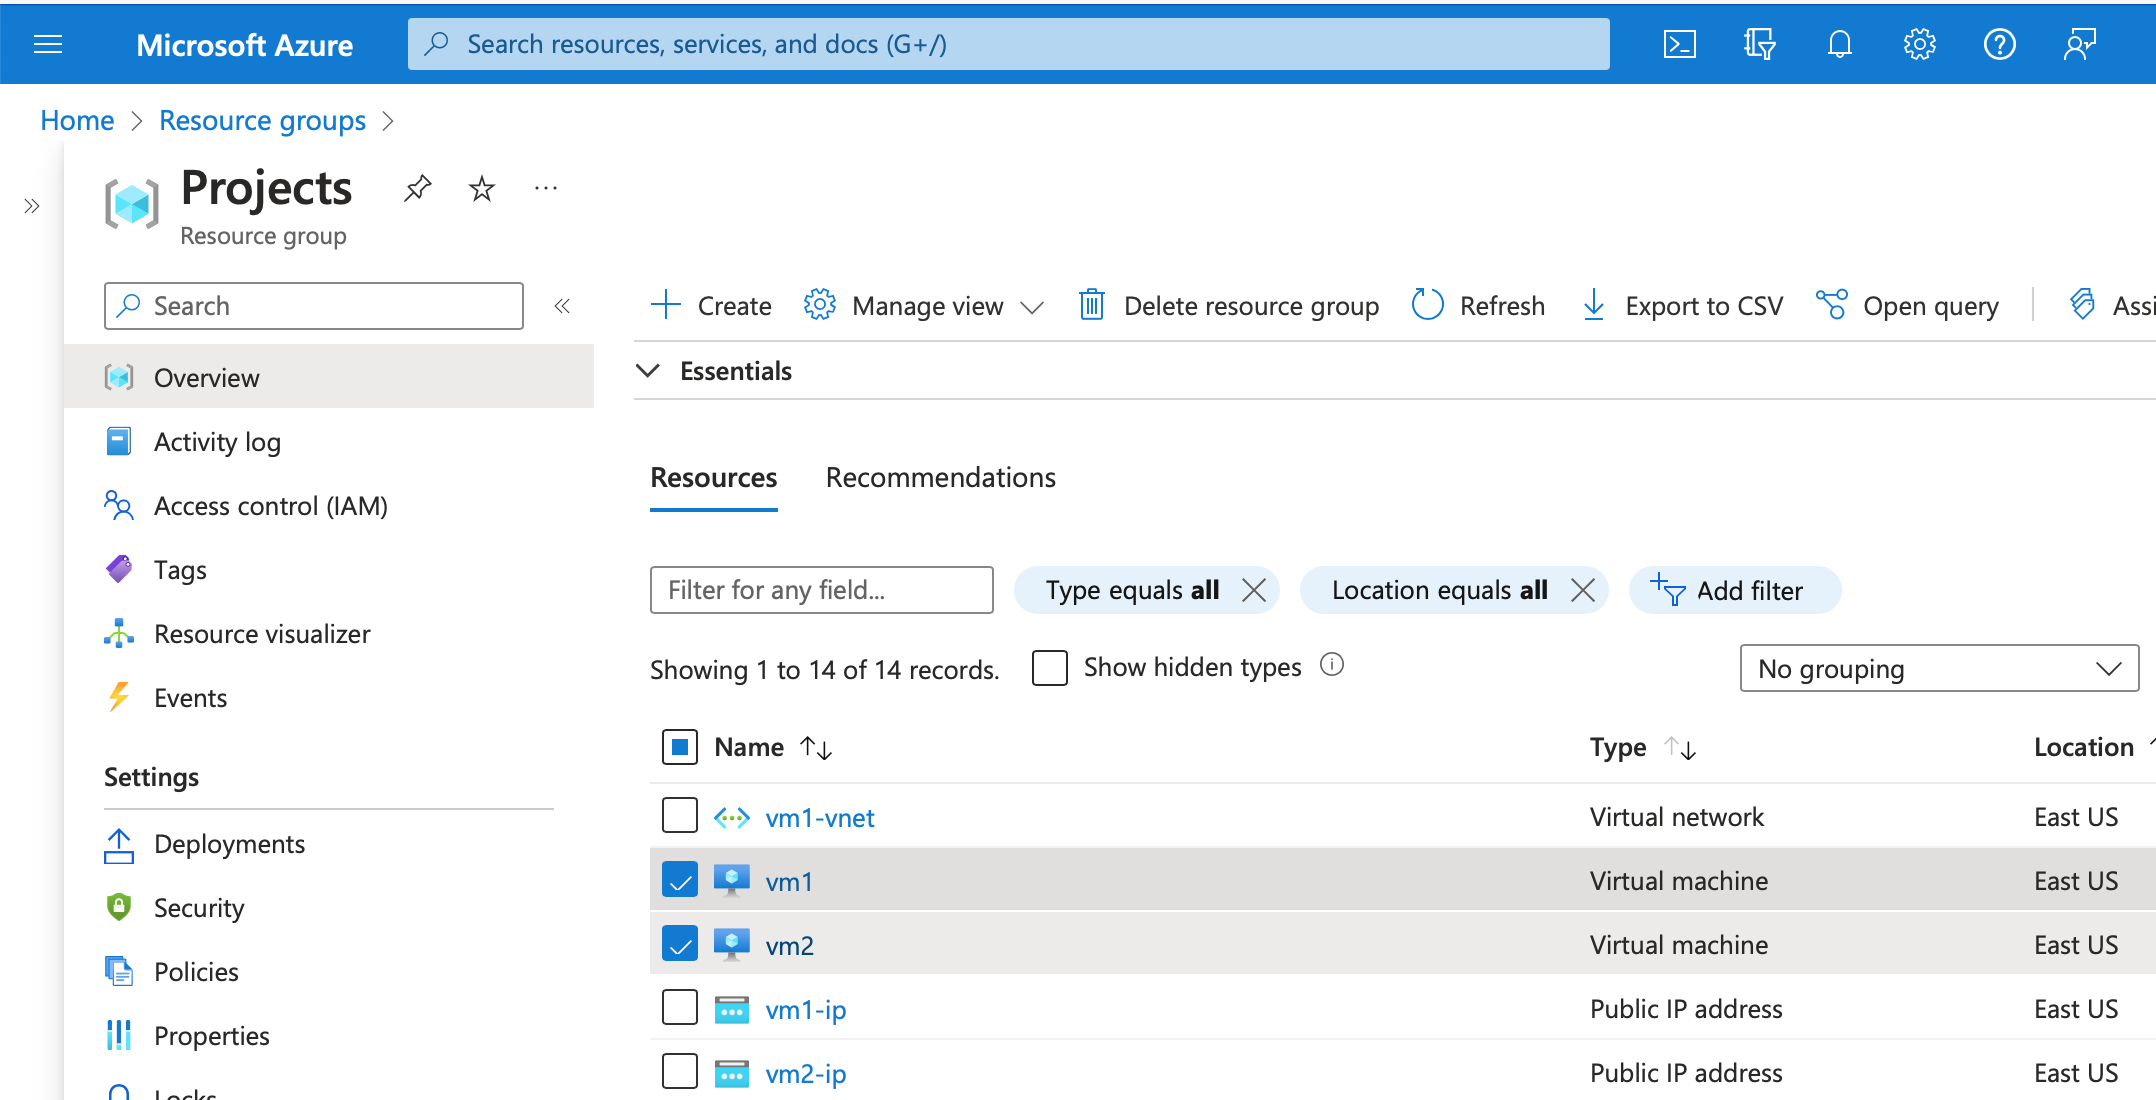 Microsoft Azure
Search resources, services, and docs (G+/)
Home
Resource groups
Projects
Resource group
Search
Create
Manage view
Delete resource group
Refresh
Export to CSV
Open query
Assi
Essentials
Overview
Activity log
Access control (IAM)
Tags
Resource visualizer
Events
Settings
Deployments
Security
Policies
Properties
Locks
Resources
Recommendations
Filter for any field...
Type equals all
Location equals all
Add filter
Showing 1 to 14 of 14 records.
Show hidden types
No grouping
Name Type Location
vm1-vnet Virtual network East US
vm1 Virtual machine East US
vm2 Virtual machine East US
vm1-ip Public IP address East US
vm2-ip Public IP address East US